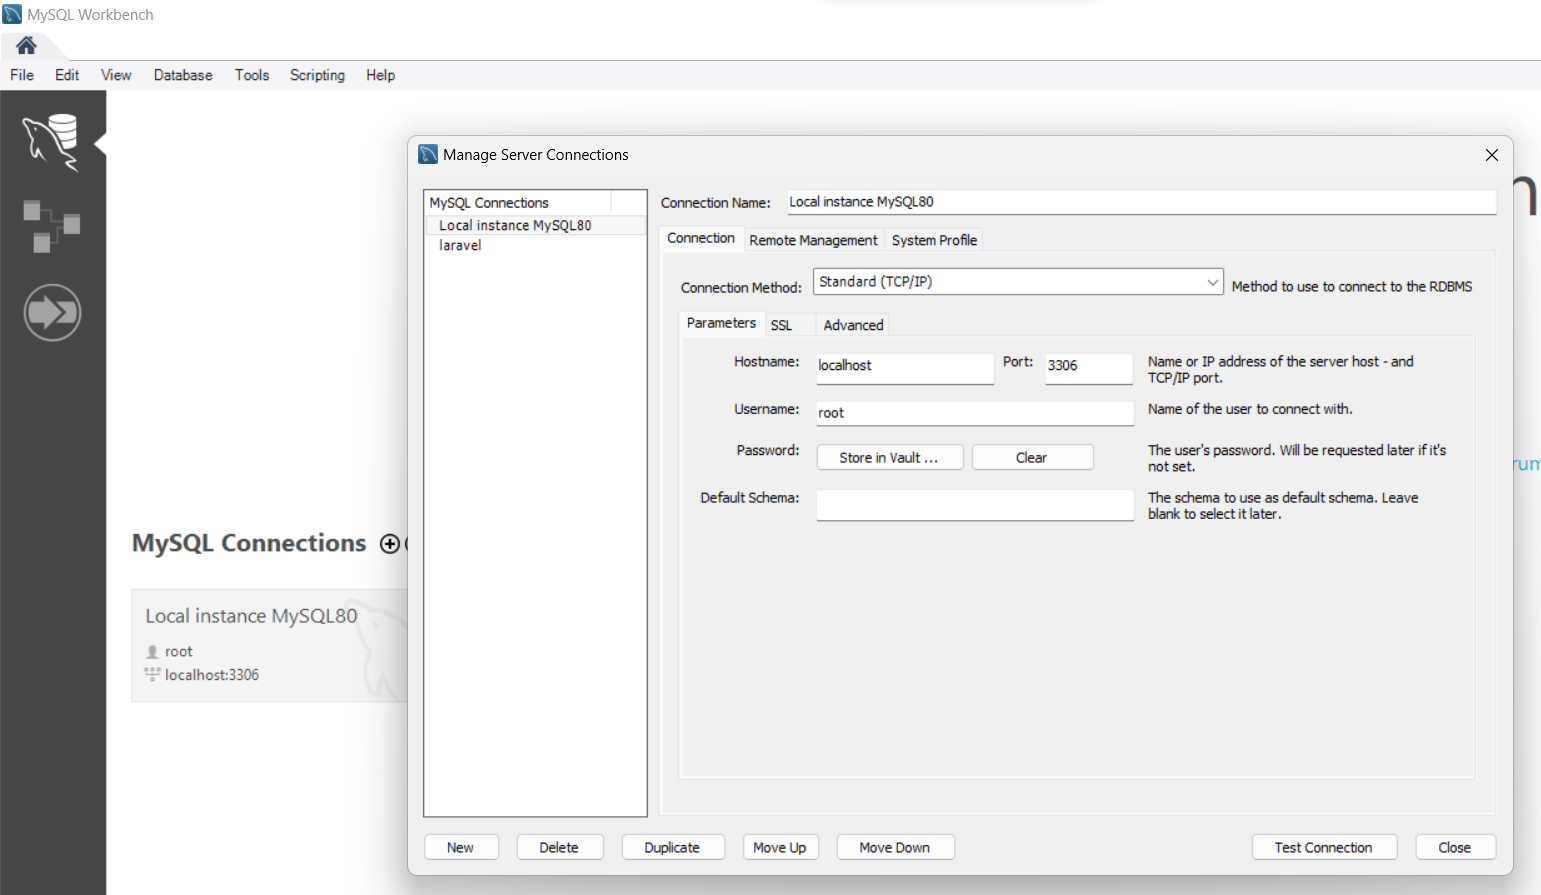 MySQL Workbench
File Edit View Database Tools Scripting Help
Manage Server Connections
MySQL Connections
Local instance MySQL80
laravel
Connection Name: Local instance MySQL80
Connection Remote Management System Profile
Connection Method: Standard (TCP/IP) Method to use to connect to the RDBMS
Parameters SSL Advanced
Hostname: localhost Port: 3306 Name or IP address of the server host - and
TCP/IP port.
Username: root Name of the user to connect with.
Password: Store in Vault ... Clear The user's password. Will be requested later if it's
not set.
Default Schema: The schema to use as default schema. Leave
blank to select it later.
MySQL Connections
Local instance MySQL80
root
localhost:3306
New Delete Duplicate Move Up Move Down Test Connection Close